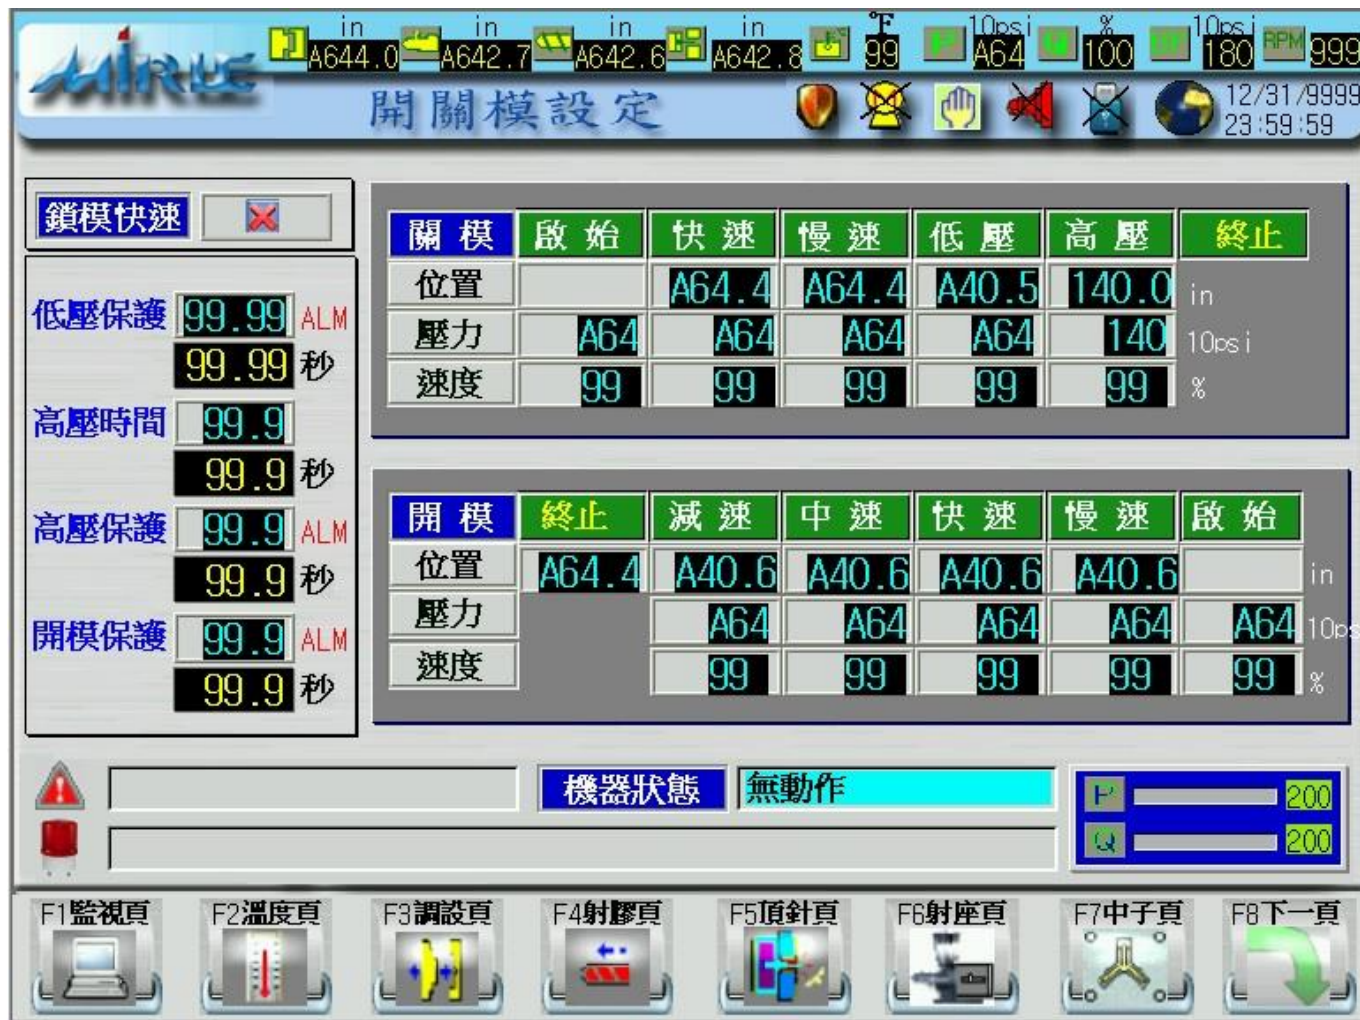 MIRLE
in in in in °F 10psi % 10psi
A644.0 A642.7 A642.6 A642.8 99 P A64 Q 100 180 RPM 999
開關模設定
12/31/9999
23:59:59
鎖模快速
低壓保護 99.99 ALM
99.99 秒
高壓時間 99.9
99.9 秒
高壓保護 99.9 ALM
99.9 秒
開模保護 99.9 ALM
99.9 秒
關模 啟始 快速 慢速 低壓 高壓 終止
位置 A64.4 A64.4 A40.5 140.0 in
壓力 A64 A64 A64 A64 140 10psi
速度 99 99 99 99 99 %
開模 終止 減速 中速 快速 慢速 啟始
位置 A64.4 A40.6 A40.6 A40.6 A40.6 in
壓力 A64 A64 A64 A64 A64 10ps
速度 99 99 99 99 99 %
機器狀態 無動作
P 200
Q 200
F1監視頁 F2溫度頁 F3調設頁 F4射膠頁 F5頂針頁 F6射座頁 F7中子頁 F8下一頁